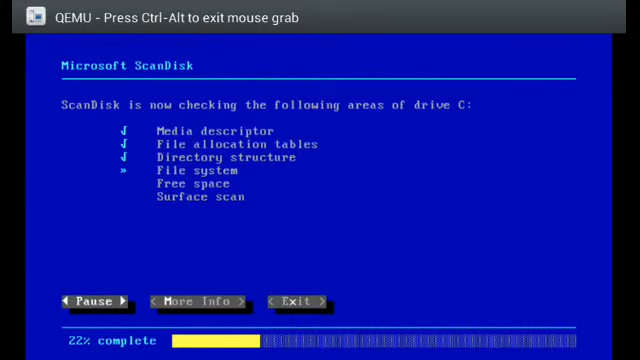 QEMU - Press Ctrl-Alt to exit mouse grab
Microsoft ScanDisk
ScanDisk is now checking the following areas of drive C:
√ Media descriptor
√ File allocation tables
√ Directory structure
» File system
Free space
Surface scan
◄ Pause ► < More Info > < Exit >
22% complete